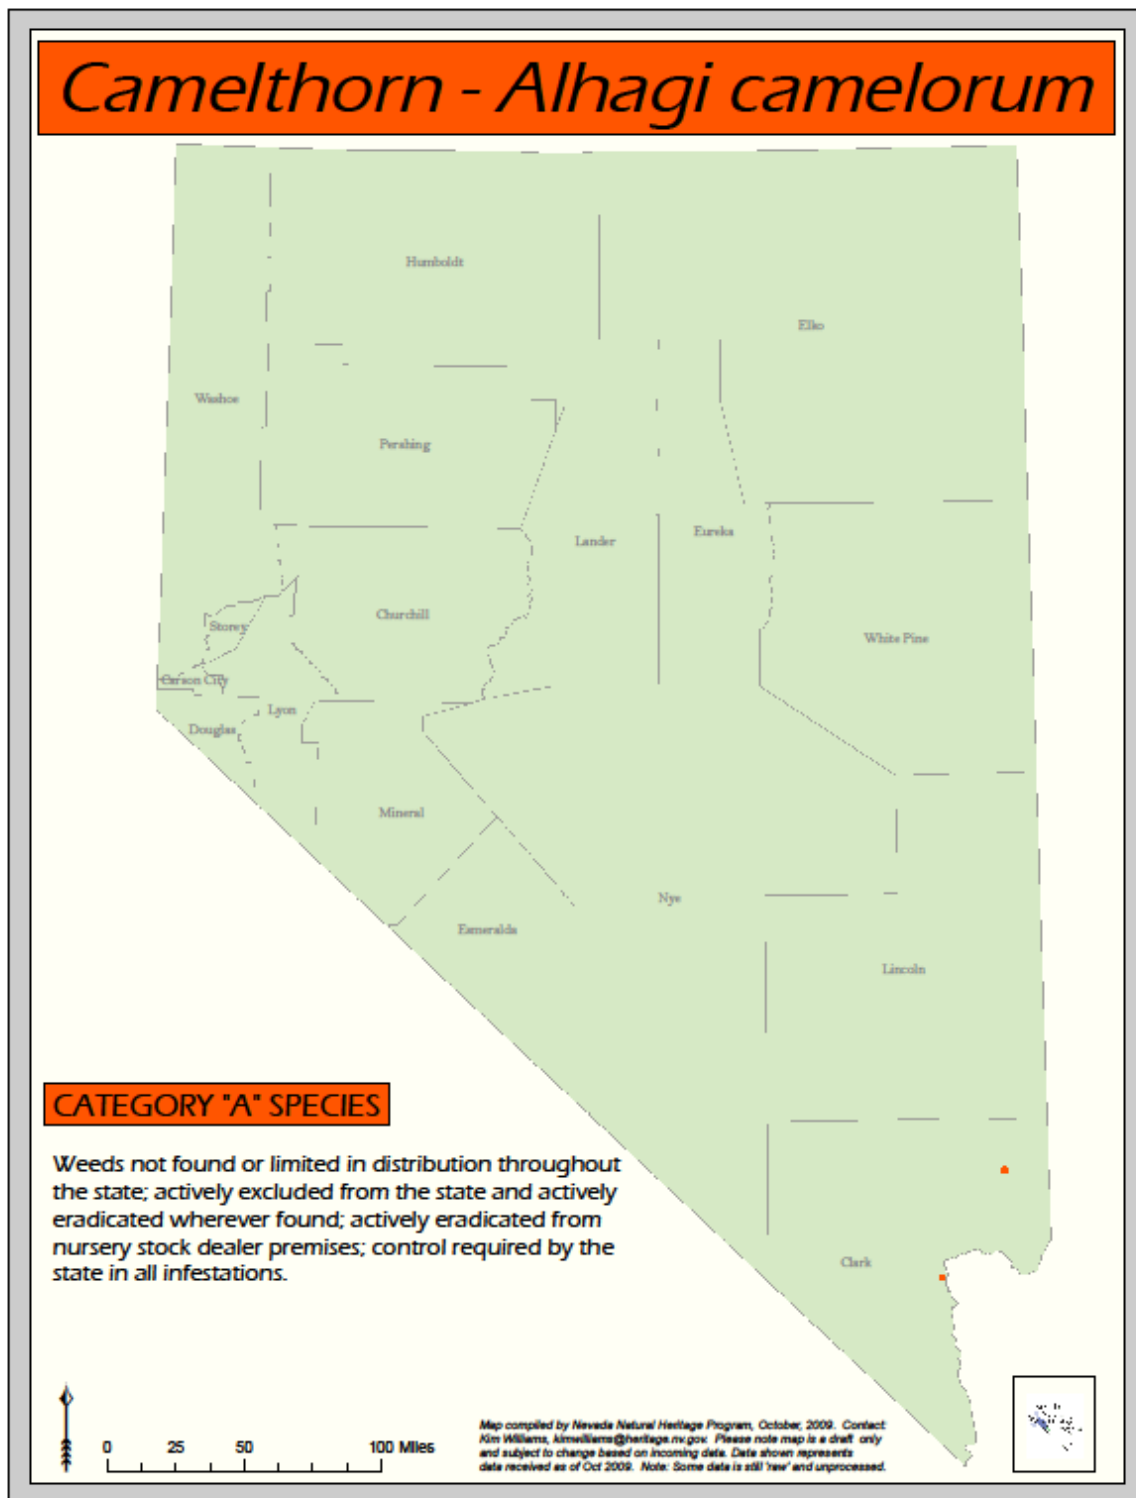 Camelthorn - Alhagi camelorum
Humboldt
Elko
Washoe
Pershing
Lander
Eureka
Churchill
Storey
White Pine
Carson City
Lyon
Douglas
Mineral
Nye
Esmeralda
Lincoln
CATEGORY "A" SPECIES
Weeds not found or limited in distribution throughout
the state; actively excluded from the state and actively
eradicated wherever found; actively eradicated from
nursery stock dealer premises; control required by the
state in all infestations.
Clark
0 25 50 100 Miles
Map compiled by Nevada Natural Heritage Program, October, 2009. Contact
Kim Williams, kimwilliams@heritage.nv.gov. Please note map is a draft only
and subject to change based on incoming data. Data shown represents
data received as of Oct 2009. Note: Some data is still 'raw' and unprocessed.